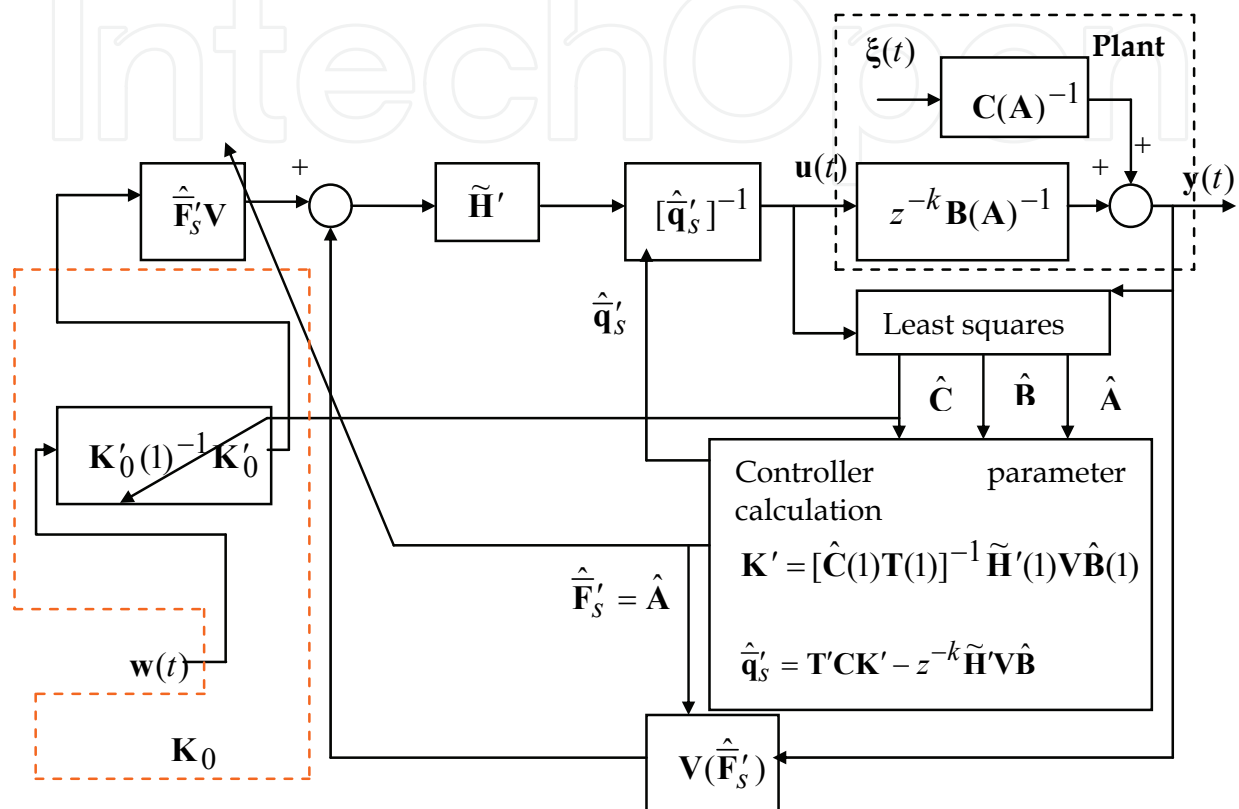 IntechOpen
Plant
ξ(t)
C(A)⁻¹
+
+
+
u(t)
y(t)
F̄̂′ₛV
H̃′
[q̄̂′ₛ]⁻¹
z⁻ᵏB(A)⁻¹
q̄̂′ₛ
Least squares
Ĉ
B̂
Â
K′₀(1)⁻¹K′₀
Controller parameter
calculation
K′ = [Ĉ(1)T(1)]⁻¹H̃′(1)VB̂(1)
F̄̂′ₛ = Â
q̄̂′ₛ = T′CK′ − z⁻ᵏH̃′VB̂
w(t)
K₀
V(F̄̂′ₛ)